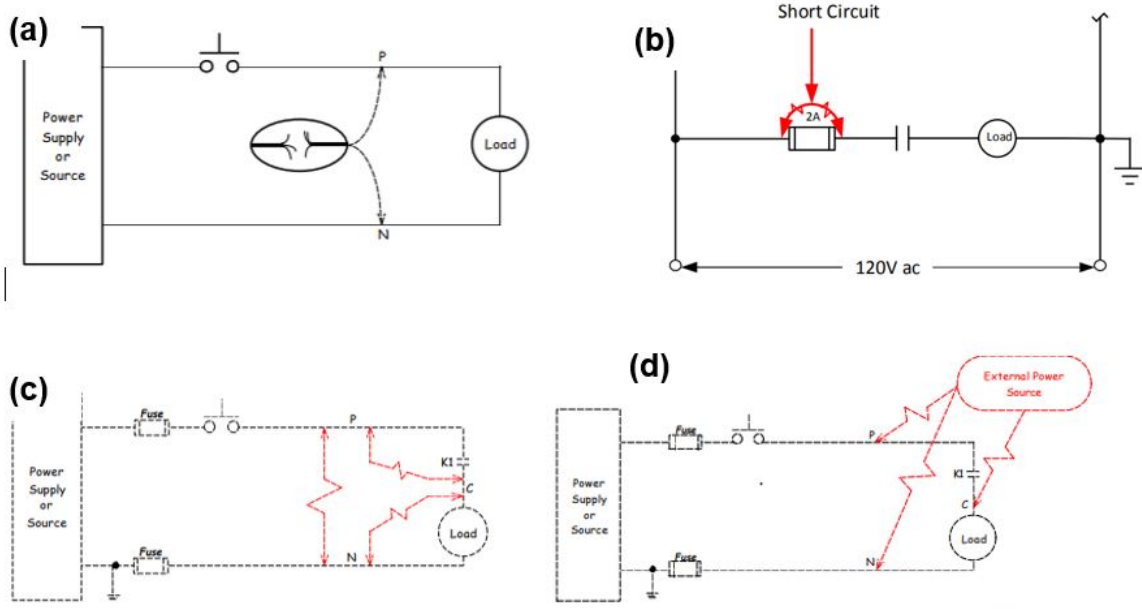 (a)
Power
Supply
or
Source
P
N
Load
Short Circuit
(b)
2A
Load
120V ac
(c)
Fuse
P
K1
C
Power
Supply
or
Source
Load
Fuse
N
(d)
External Power
Source
Fuse
P
K1
C
Power
Supply
or
Source
Load
Fuse
N